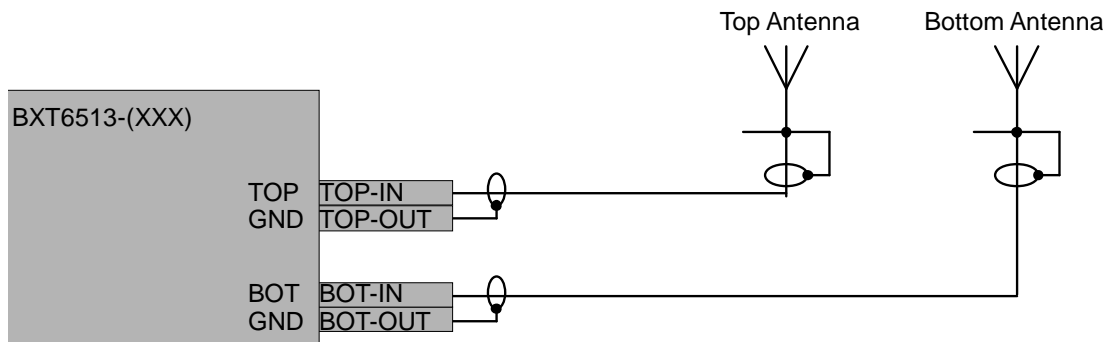 Top Antenna Bottom Antenna
BXT6513-(XXX)
TOP TOP-IN
GND TOP-OUT
BOT BOT-IN
GND BOT-OUT